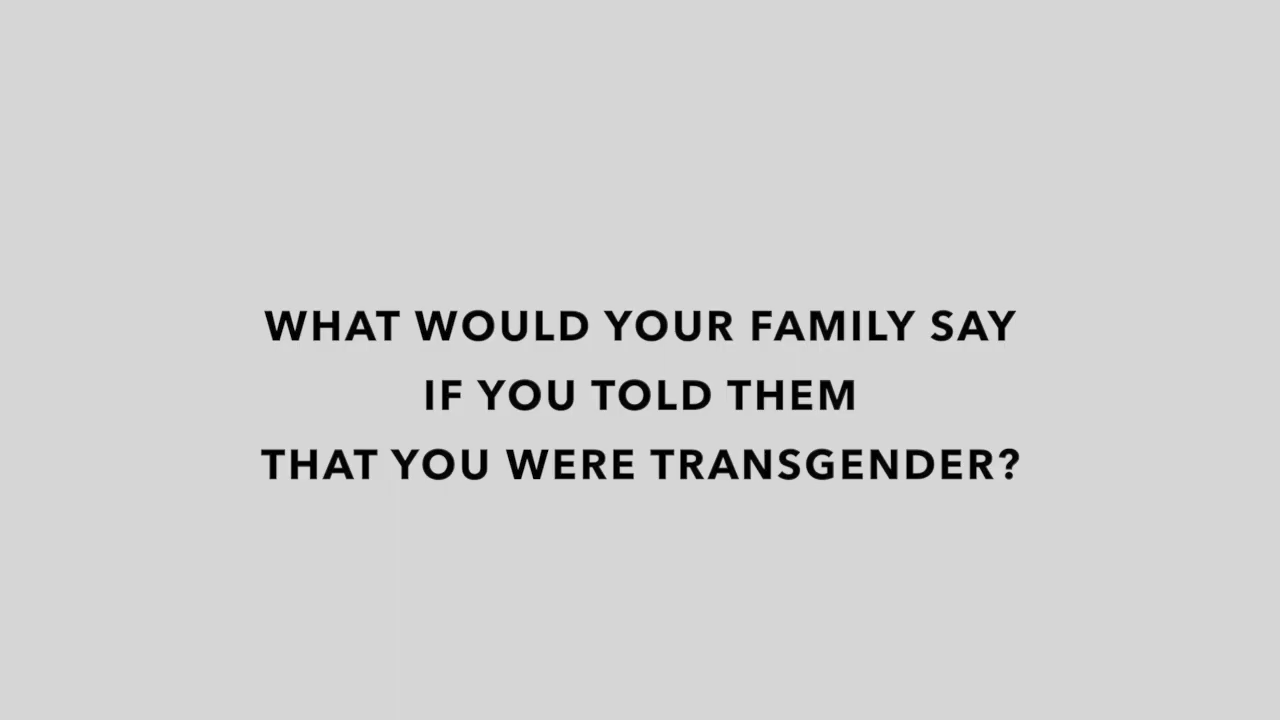 WHAT WOULD YOUR FAMILY SAY
IF YOU TOLD THEM
THAT YOU WERE TRANSGENDER?